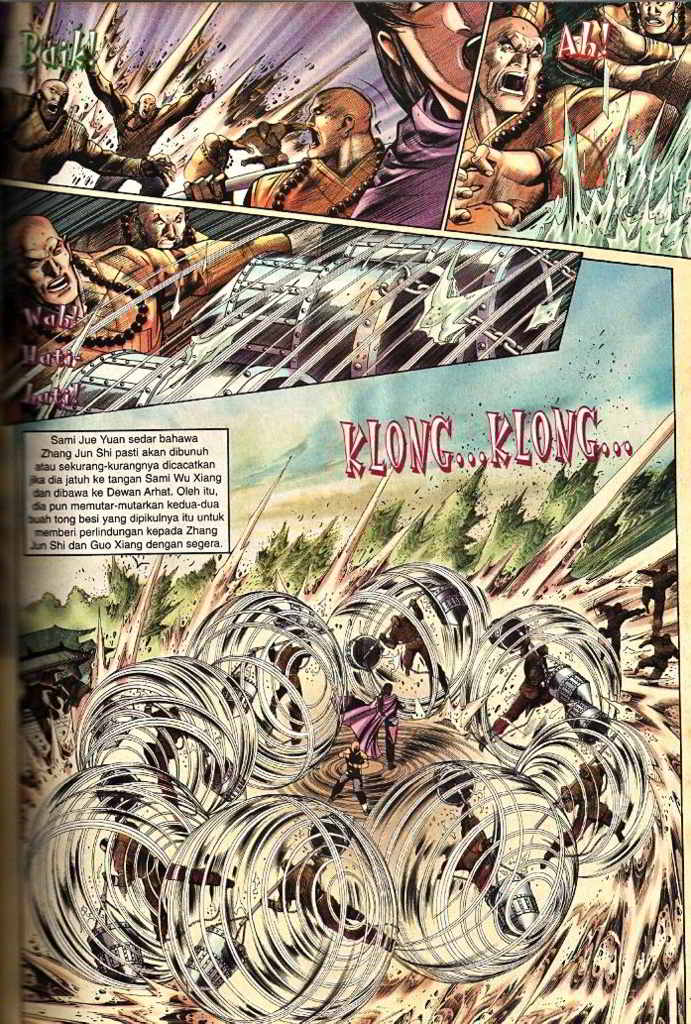 Baik!
Ah!
Wah!
Hati-
hati!
KLONG...KLONG...
Sami Jue Yuan sedar bahawa
Zhang Jun Shi pasti akan dibunuh
atau sekurang-kurangnya dicacatkan
jika dia jatuh ke tangan Sami Wu Xiang
dan dibawa ke Dewan Arhat. Oleh itu,
dia pun memutar-mutarkan kedua-dua
buah tong besi yang dipikulnya itu untuk
memberi perlindungan kepada Zhang
Jun Shi dan Guo Xiang dengan segera.